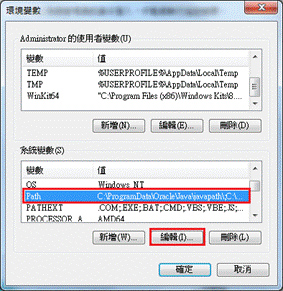 環境變數
Administrator 的使用者變數(U)
變數 值
TEMP %USERPROFILE%\AppData\Local\Temp
TMP %USERPROFILE%\AppData\Local\Temp
WinKit64 "C:\Program Files (x86)\Windows Kits\8....
新增(N)... 編輯(E)... 刪除(D)
系統變數(S)
變數 值
OS Windows_NT
Path C:\ProgramData\Oracle\Java\javapath;C:\...
PATHEXT .COM;.EXE;.BAT;.CMD;.VBS;.VBE;.JS;...
PROCESSOR_A... AMD64
新增(W)... 編輯(I)... 刪除(L)
確定 取消